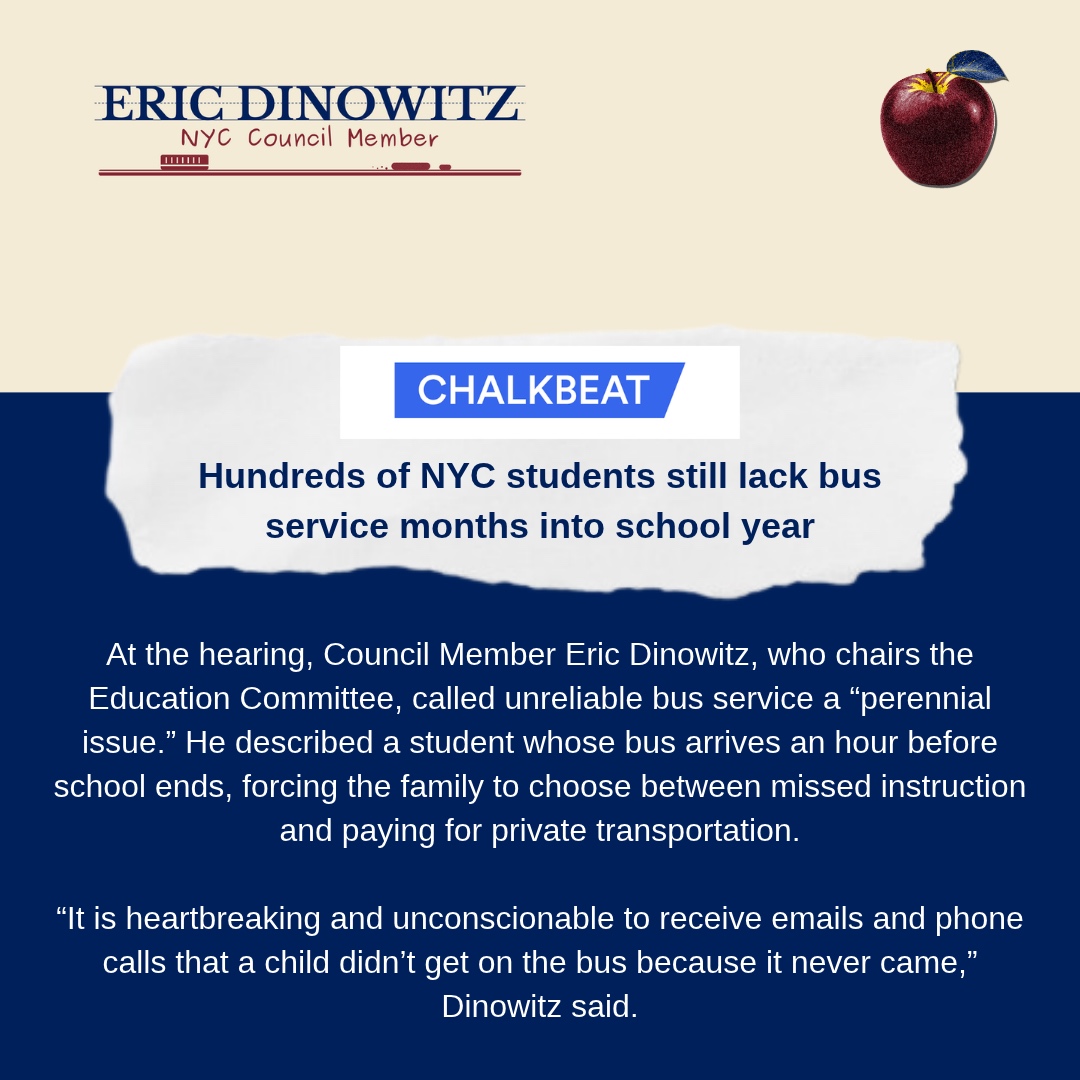 ERIC DINOWITZ
NYC Council Member
CHALKBEAT
Hundreds of NYC students still lack bus
service months into school year
At the hearing, Council Member Eric Dinowitz, who chairs the
Education Committee, called unreliable bus service a “perennial
issue.” He described a student whose bus arrives an hour before
school ends, forcing the family to choose between missed instruction
and paying for private transportation.
“It is heartbreaking and unconscionable to receive emails and phone
calls that a child didn’t get on the bus because it never came,”
Dinowitz said.